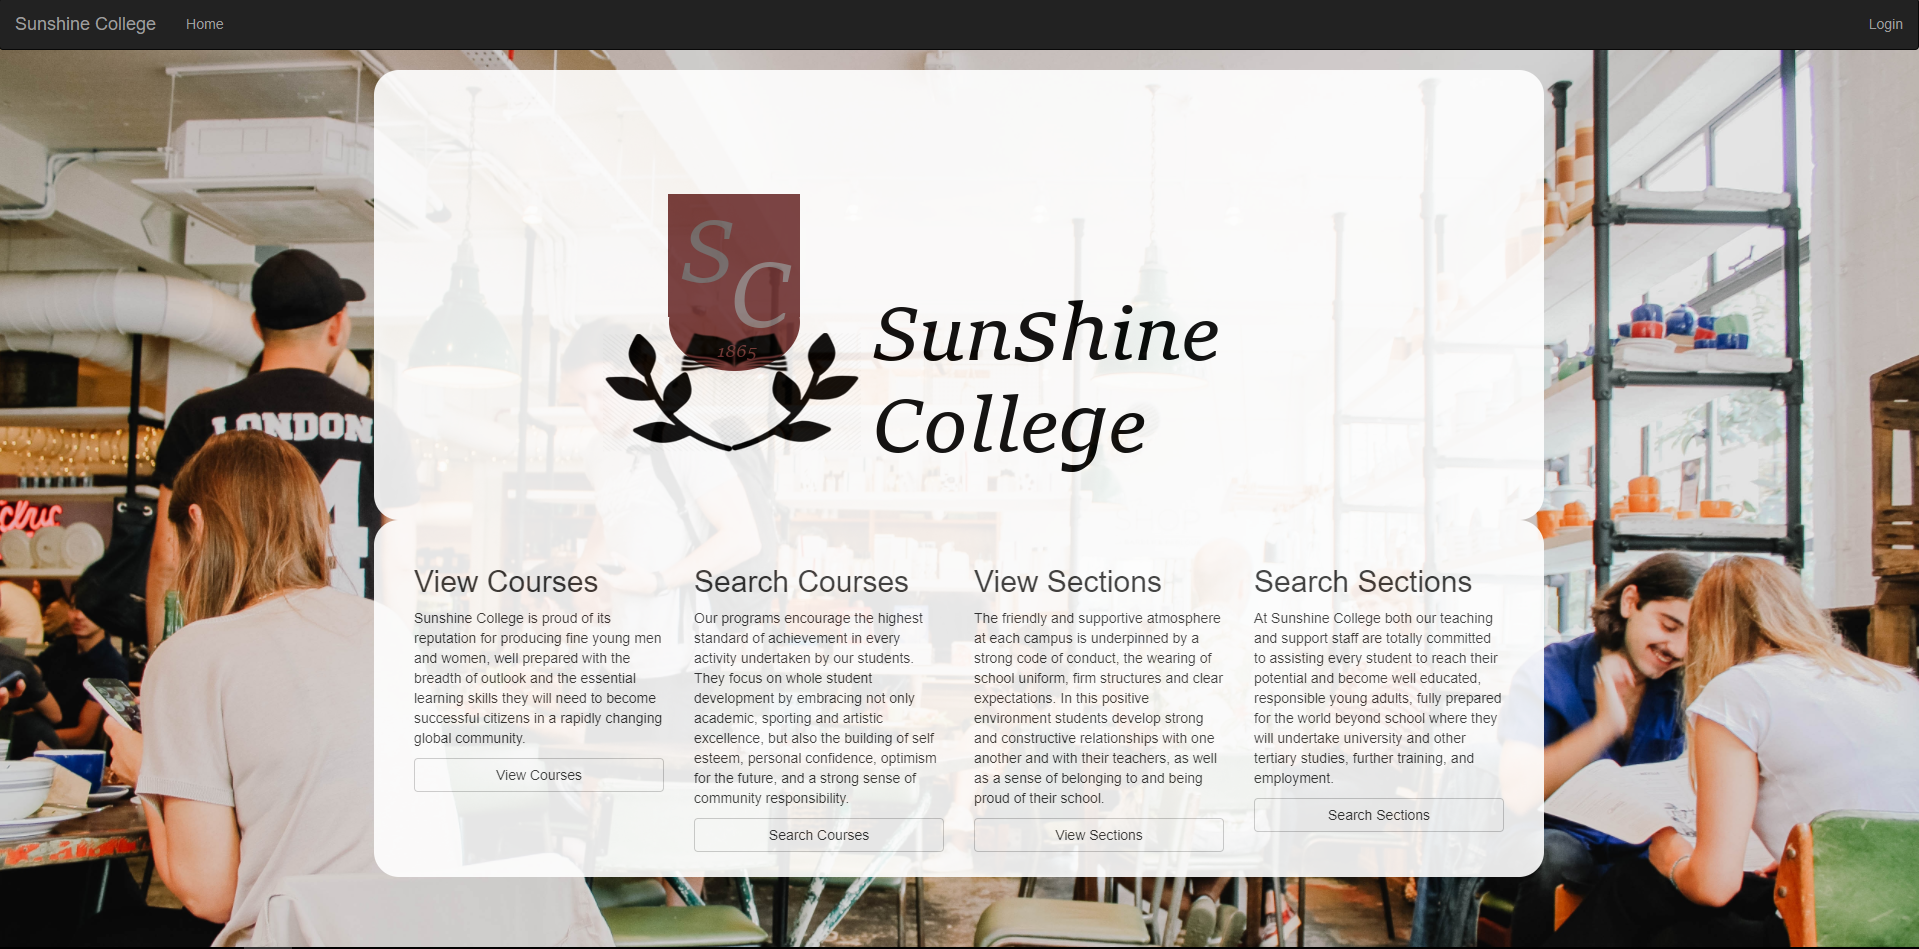 Sunshine College Home Login
S
C
1865
SunShine
College
LONDON
4
View Courses
Sunshine College is proud of its
reputation for producing fine young men
and women, well prepared with the
breadth of outlook and the essential
learning skills they will need to become
successful citizens in a rapidly changing
global community.
View Courses
Search Courses
Our programs encourage the highest
standard of achievement in every
activity undertaken by our students.
They focus on whole student
development by embracing not only
academic, sporting and artistic
excellence, but also the building of self
esteem, personal confidence, optimism
for the future, and a strong sense of
community responsibility.
Search Courses
View Sections
The friendly and supportive atmosphere
at each campus is underpinned by a
strong code of conduct, the wearing of
school uniform, firm structures and clear
expectations. In this positive
environment students develop strong
and constructive relationships with one
another and with their teachers, as well
as a sense of belonging to and being
proud of their school.
View Sections
Search Sections
At Sunshine College both our teaching
and support staff are totally committed
to assisting every student to reach their
potential and become well educated,
responsible young adults, fully prepared
for the world beyond school where they
will undertake university and other
tertiary studies, further training, and
employment.
Search Sections